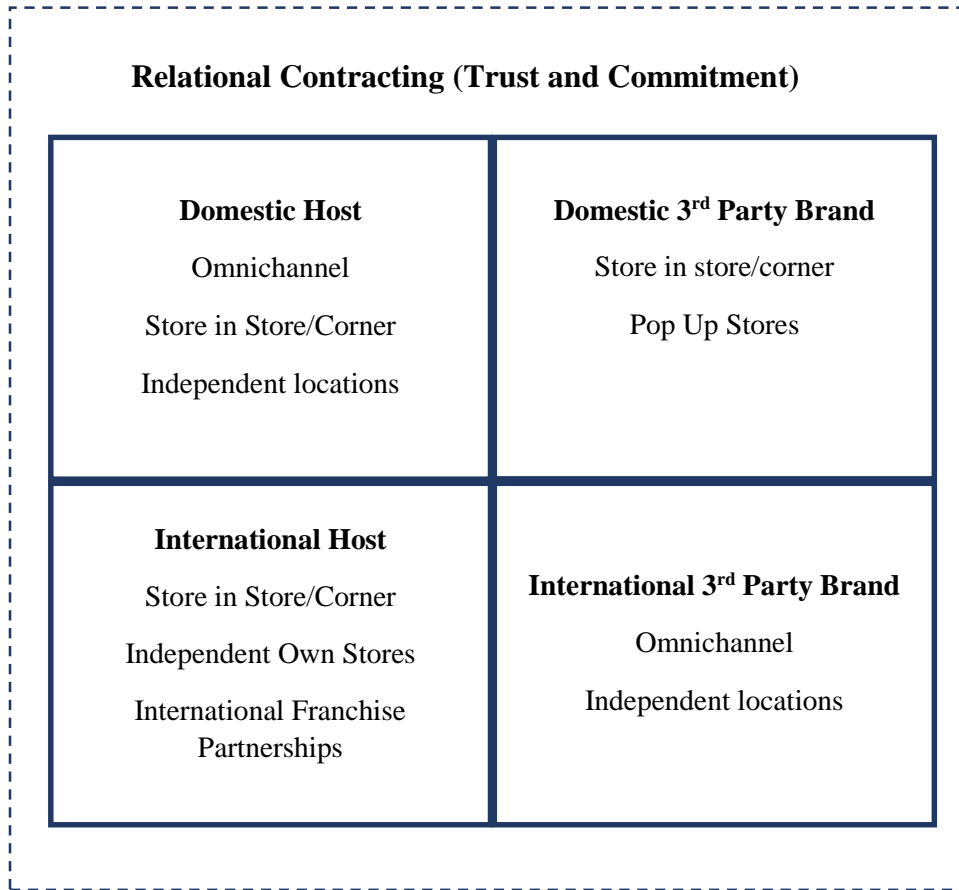 Relational Contracting (Trust and Commitment)
Domestic Host
Omnichannel
Store in Store/Corner
Independent locations
Domestic 3rd Party Brand
Store in store/corner
Pop Up Stores
International Host
Store in Store/Corner
Independent Own Stores
International Franchise
Partnerships
International 3rd Party Brand
Omnichannel
Independent locations